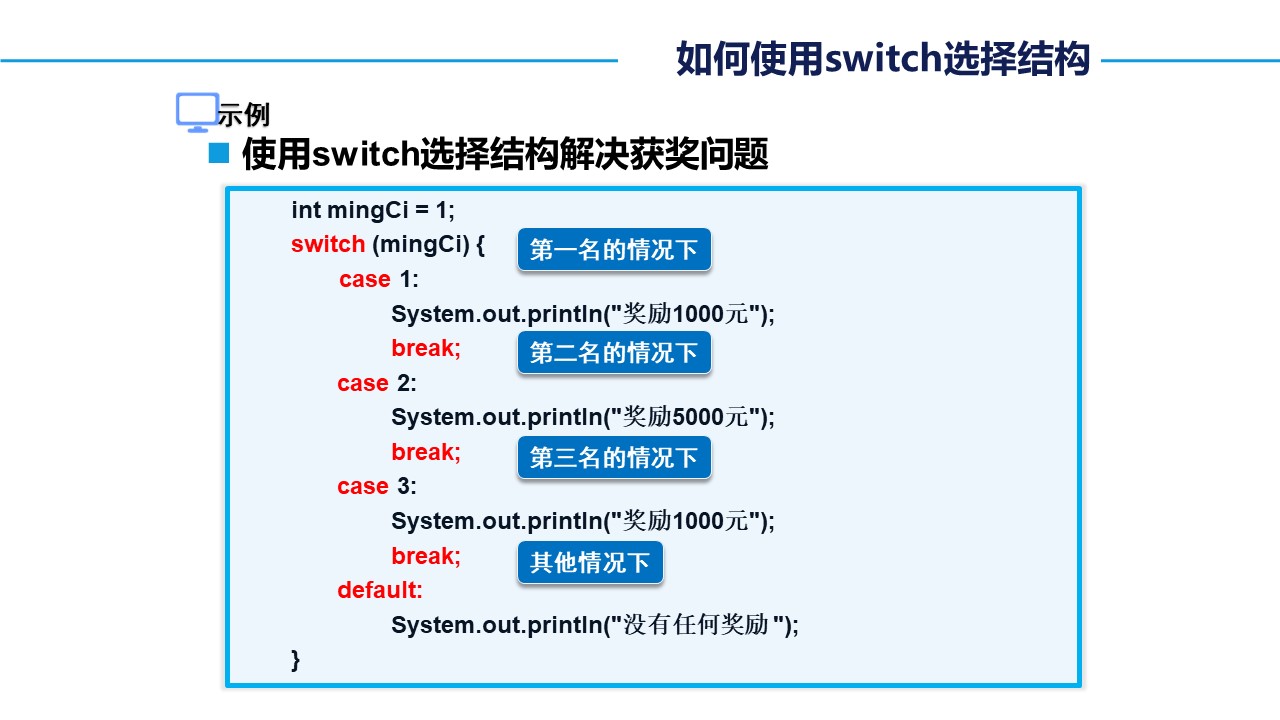 如何使用switch选择结构
示例
使用switch选择结构解决获奖问题
int mingCi = 1;
switch (mingCi) {
第一名的情况下
case 1:
System.out.println("奖励1000元");
break;
第二名的情况下
case 2:
System.out.println("奖励5000元");
break;
第三名的情况下
case 3:
System.out.println("奖励1000元");
break;
其他情况下
default:
System.out.println("没有任何奖励 ");
}